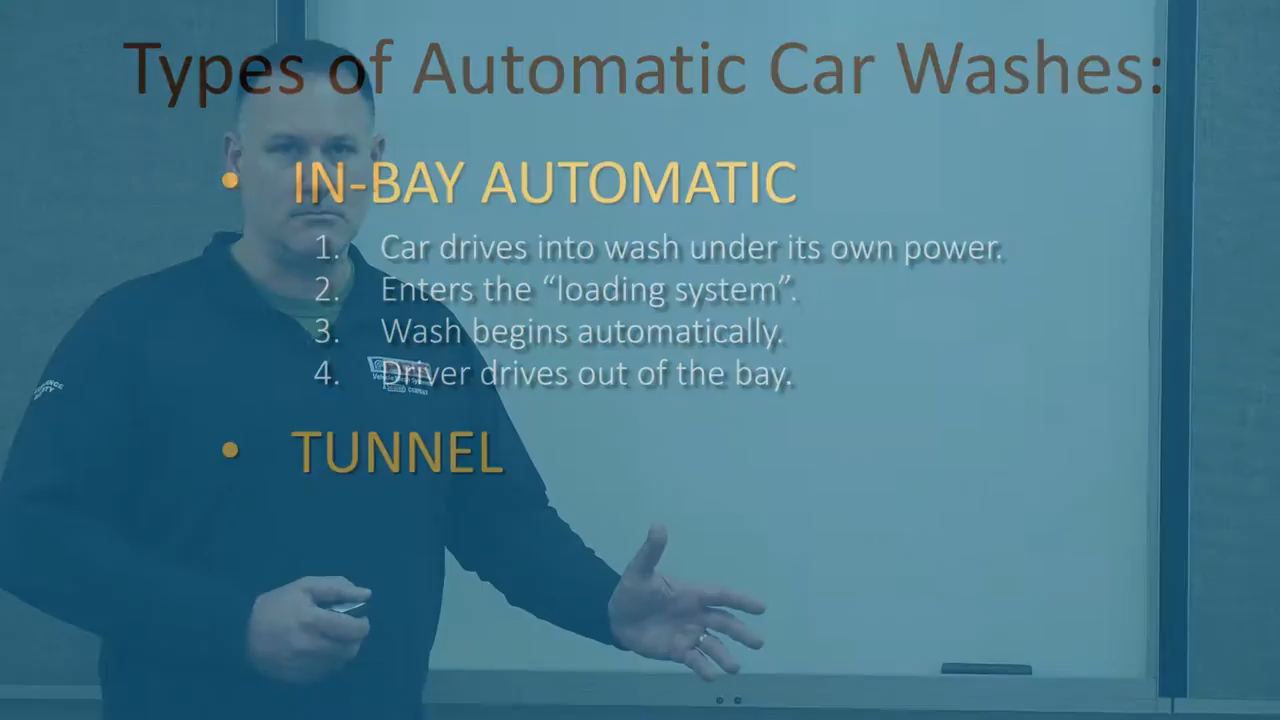 Types of Automatic Car Washes:
• IN-BAY AUTOMATIC
1. Car drives into wash under its own power.
2. Enters the “loading system”.
3. Wash begins automatically.
4. Driver drives out of the bay.
• TUNNEL